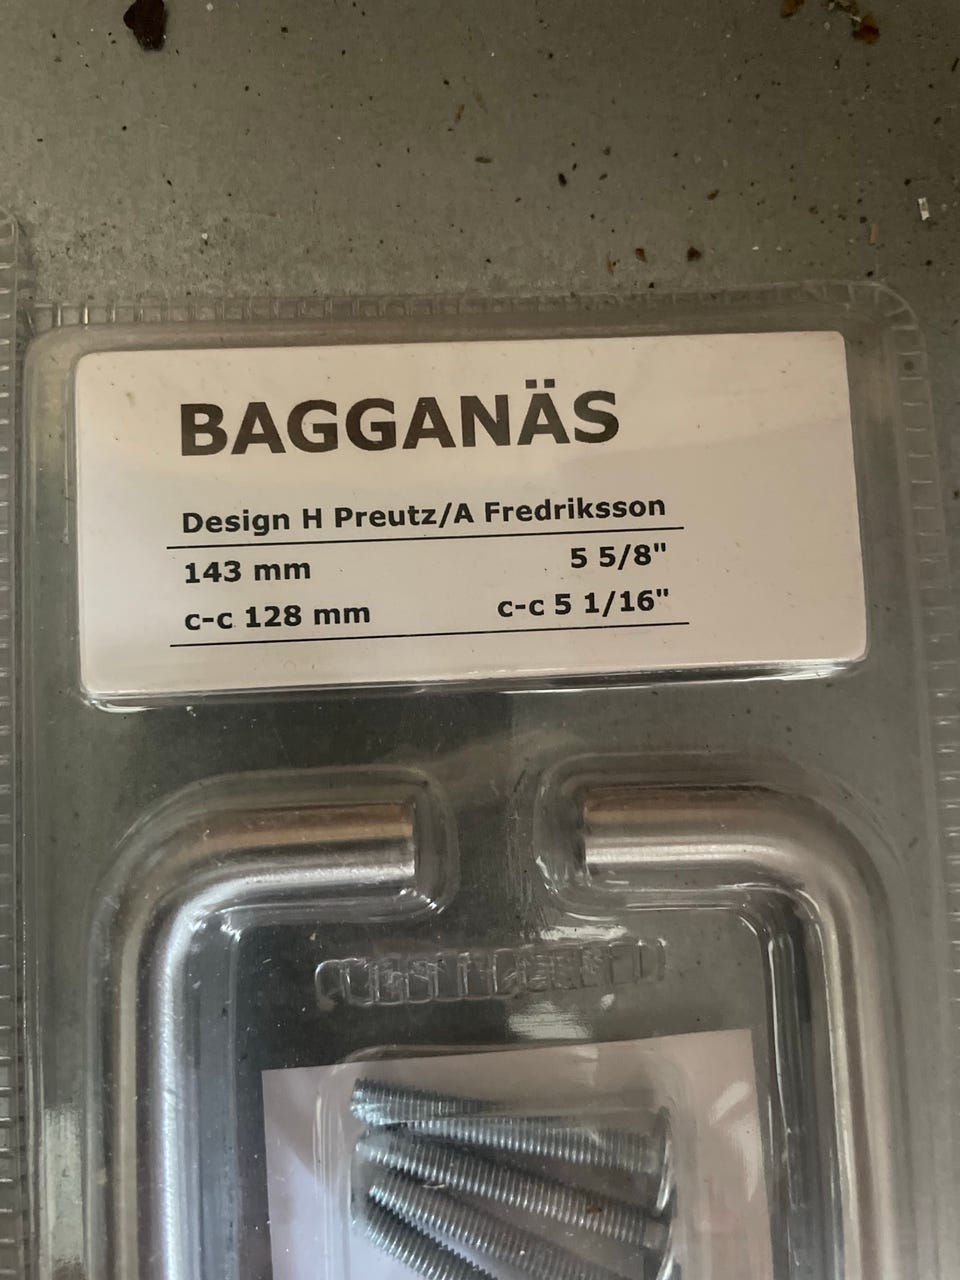 BAGGANÄS
Design H Preutz/A Fredriksson
143 mm 5 5/8"
c-c 128 mm c-c 5 1/16"